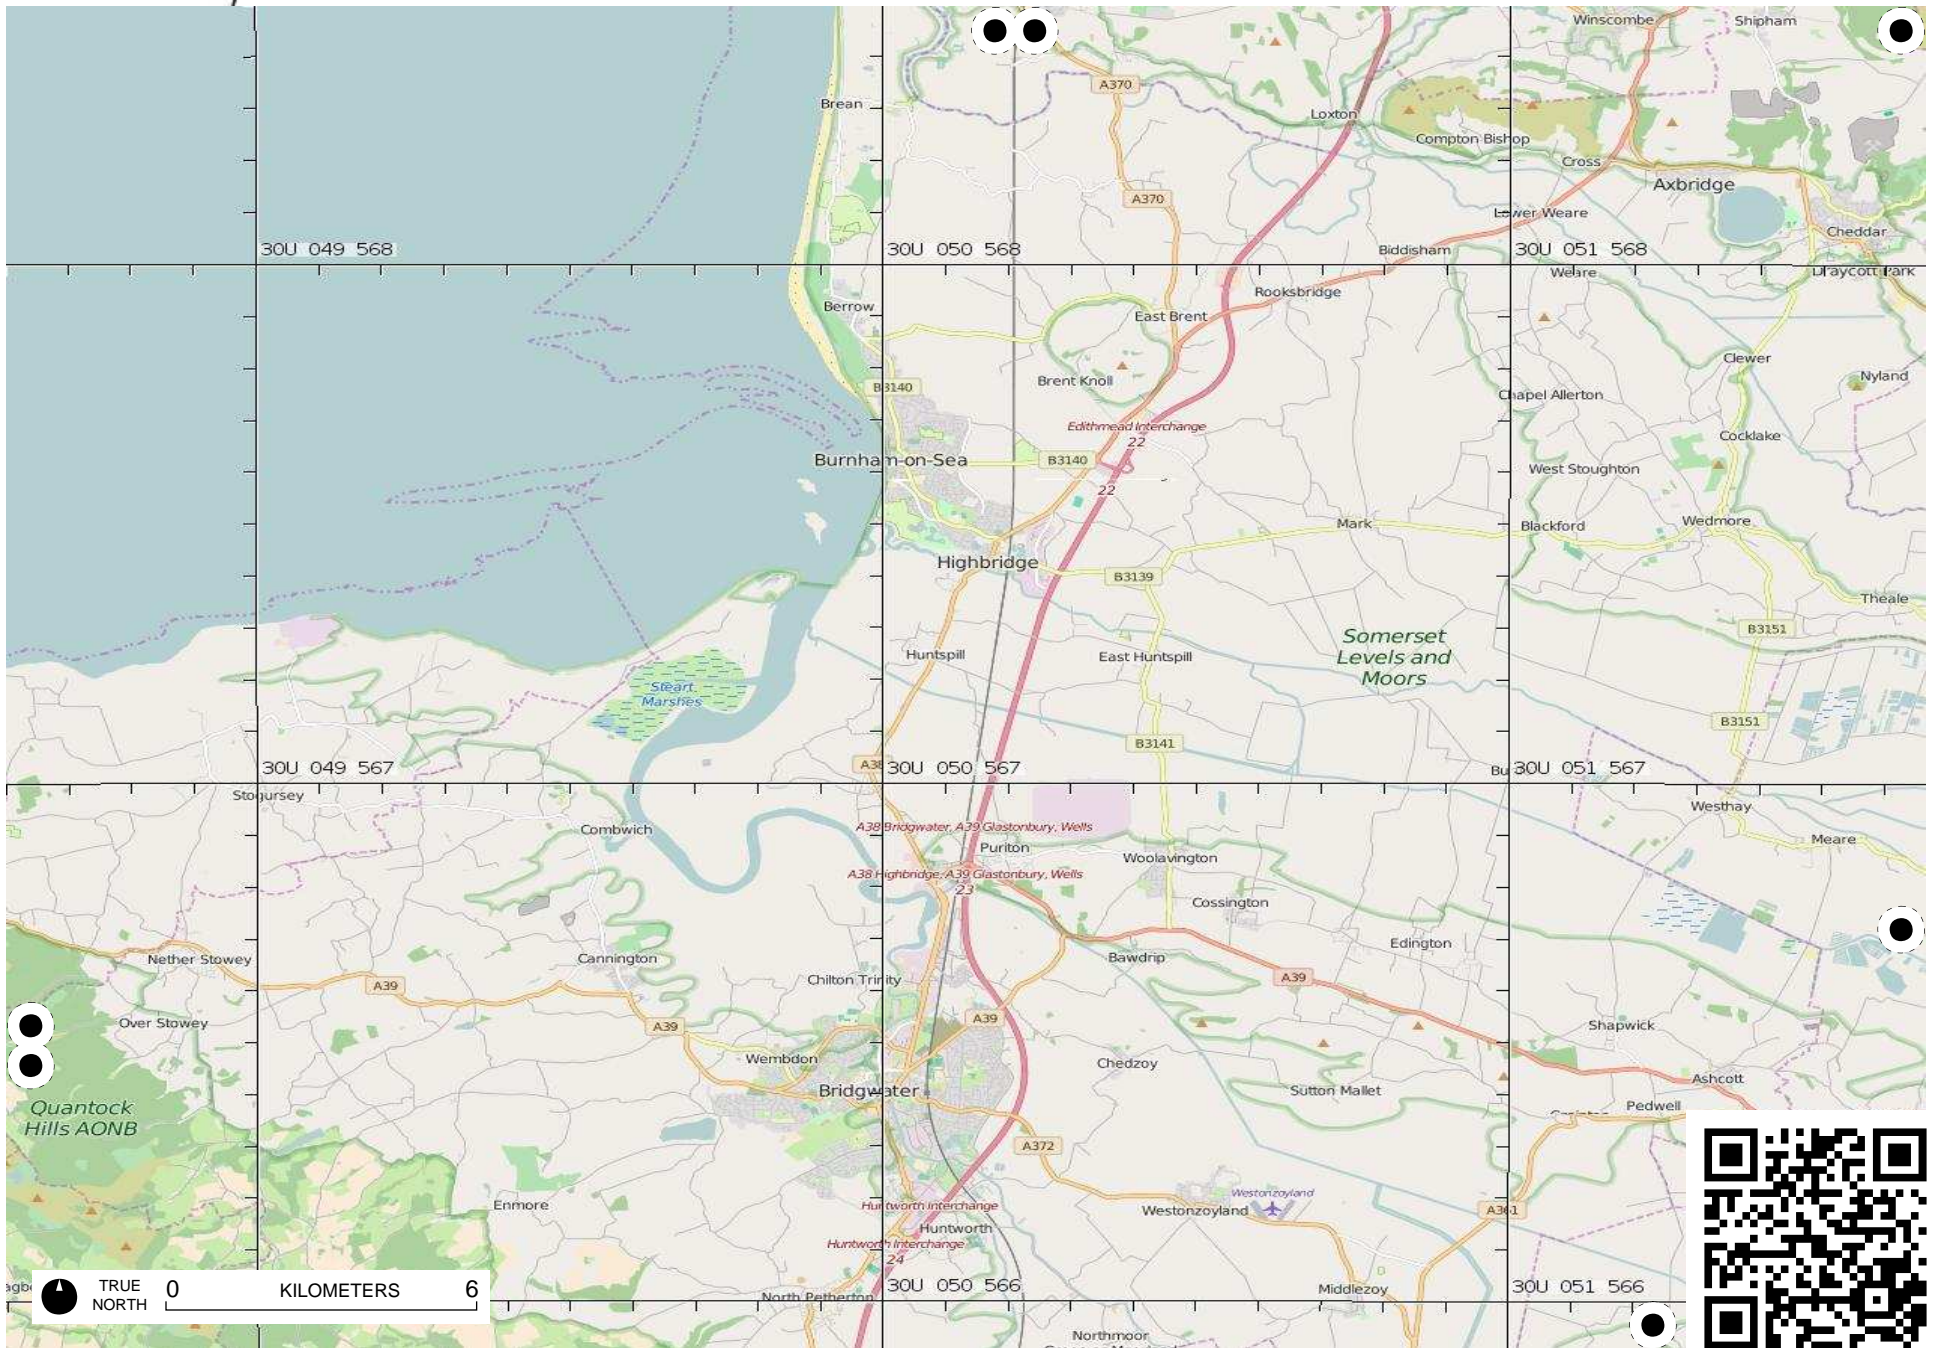 Winscombe
Shipham
A370
Brean
Loxton
Compton Bishop
Cross
Axbridge
A370
Lower Weare
Cheddar
30U 049 568
30U 050 568
Biddisham
30U 051 568
Weare
Draycott Park
Rooksbridge
Berrow
East Brent
Clewer
Brent Knoll
Nyland
B3140
Chapel Allerton
Edithmead Interchange
22
Cocklake
Burnham-on-Sea
B3140
West Stoughton
22
Mark
Blackford
Wedmore
Highbridge
B3139
Theale
B3151
Somerset
Levels and
Moors
Huntspill
East Huntspill
Steart
Marshes
B3151
B3141
30U 049 567
A38
30U 050 567
30U 051 567
Stogursey
Westhay
Combwich
A38 Bridgwater, A39 Glastonbury, Wells
Meare
Puriton
Woolavington
A38 Highbridge, A39 Glastonbury, Wells
23
Cossington
Edington
Nether Stowey
Cannington
Bawdrip
Chilton Trinity
A39
A39
Over Stowey
A39
A39
Shapwick
Wembdon
Chedzoy
Bridgwater
Sutton Mallet
Ashcott
Quantock
Hills AONB
Pedwell
A372
Enmore
Westonzoyland
Huntworth Interchange
Westonzoyland
A361
Huntworth
Huntworth Interchange
24
30U 050 566
30U 051 566
TRUE
NORTH
0 KILOMETERS 6
North Petherton
Middlezoy
Northmoor